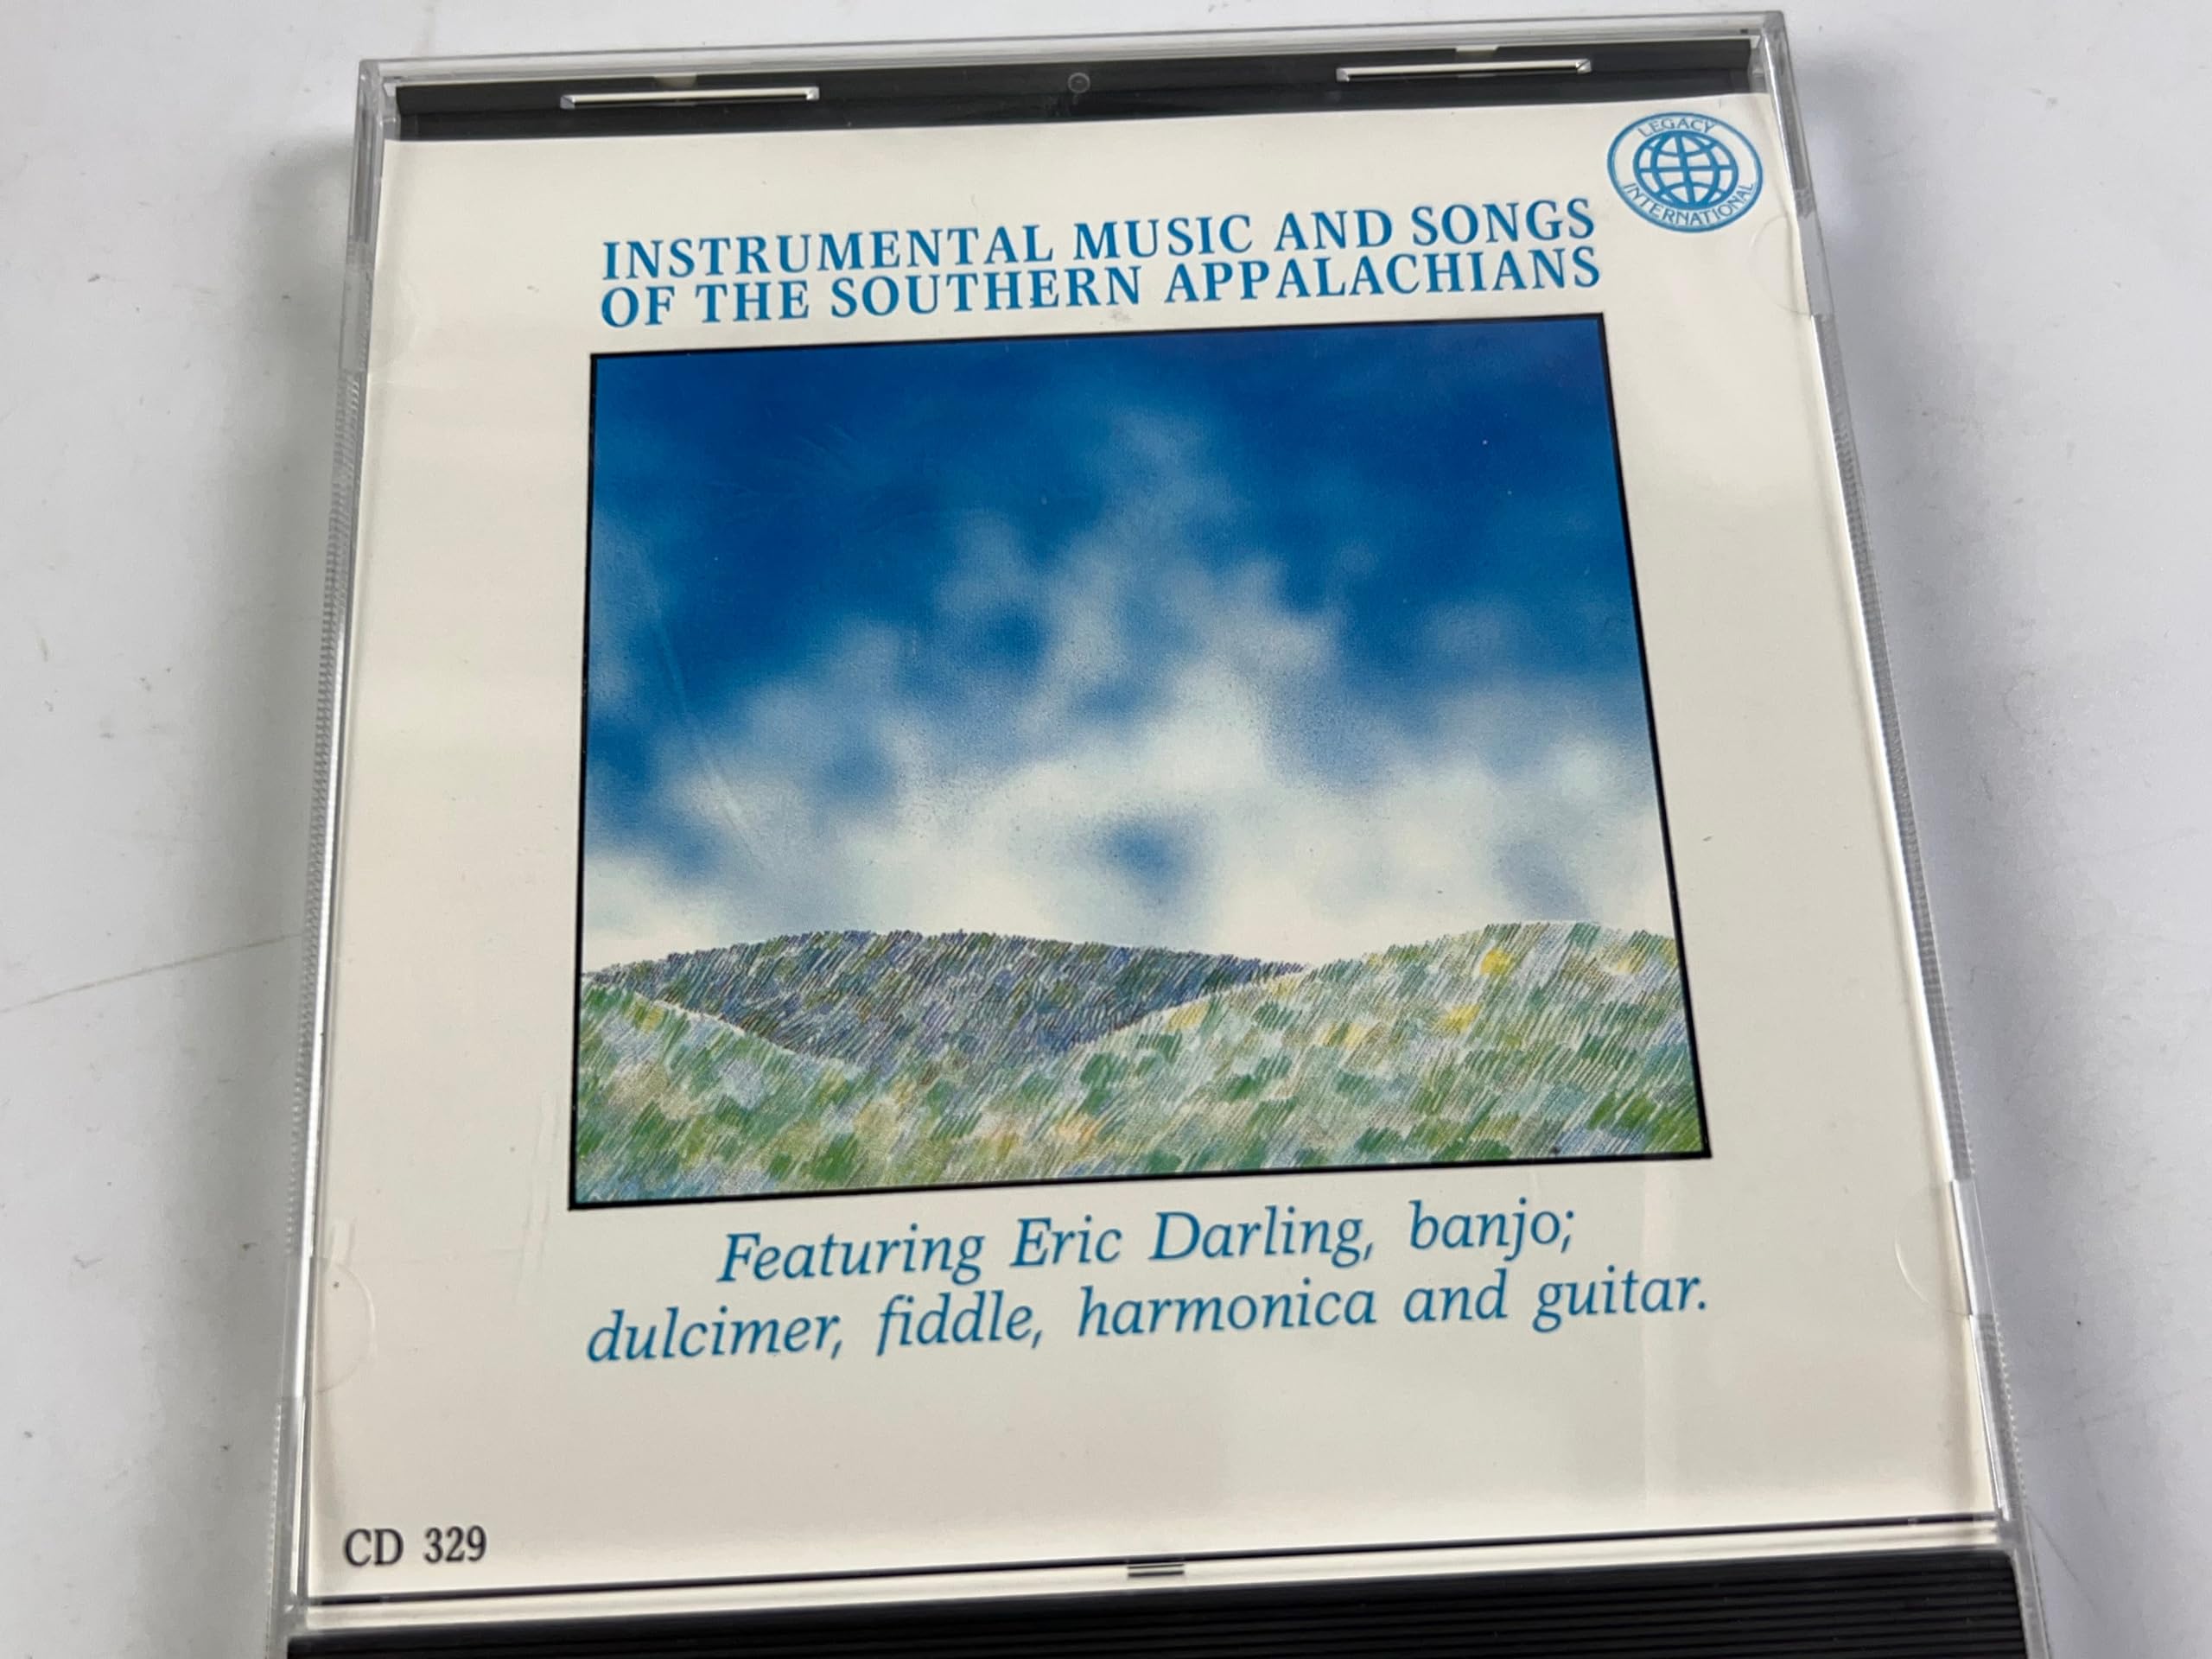 LEGACY
INTERNATIONAL
INSTRUMENTAL MUSIC AND SONGS
OF THE SOUTHERN APPALACHIANS
Featuring Eric Darling, banjo;
dulcimer, fiddle, harmonica and guitar.
CD 329